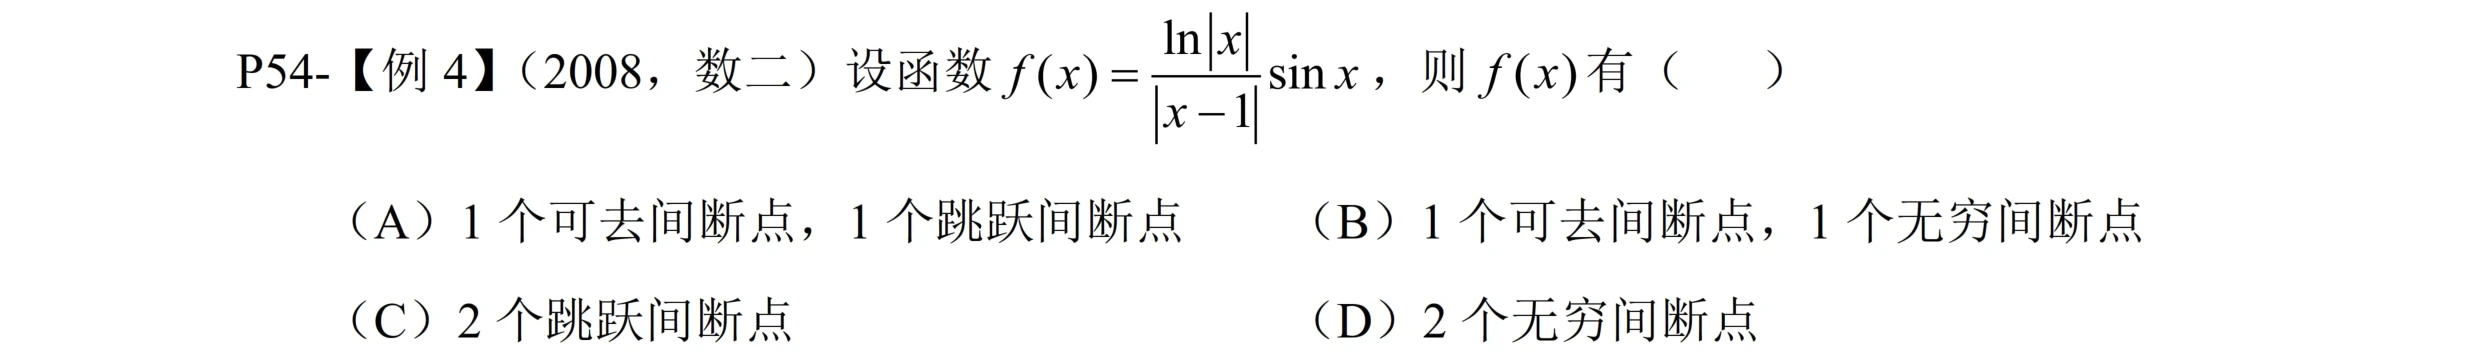 P54-【例 4】（2008，数二）设函数 f(x) = \frac{\ln|x|}{|x-1|} \sin x，则 f(x) 有（　　）
（A）1 个可去间断点，1 个跳跃间断点　　（B）1 个可去间断点，1 个无穷间断点
（C）2 个跳跃间断点　　（D）2 个无穷间断点